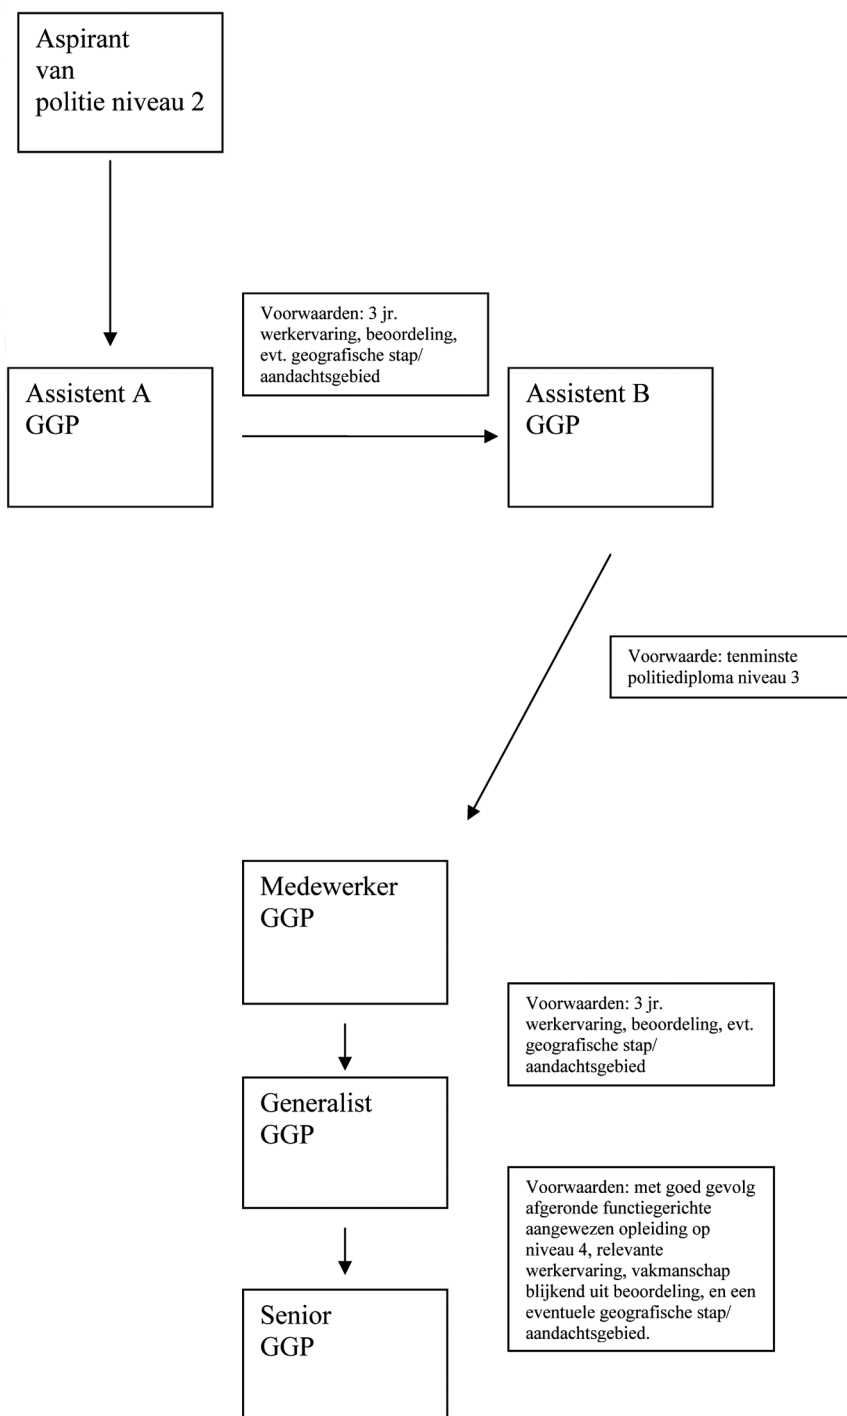 Aspirant
van
politie niveau 2
Voorwaarden: 3 jr.
werkervaring, beoordeling,
evt. geografische stap/
aandachtsgebied
Assistent A
GGP
Assistent B
GGP
Voorwaarde: tenminste
politiediploma niveau 3
Medewerker
GGP
Voorwaarden: 3 jr.
werkervaring, beoordeling, evt.
geografische stap/
aandachtsgebied
Generalist
GGP
Voorwaarden: met goed gevolg
afgeronde functiegerichte
aangewezen opleiding op
niveau 4, relevante
werkervaring, vakmanschap
blijkend uit beoordeling, en een
eventuele geografische stap/
aandachtsgebied.
Senior
GGP